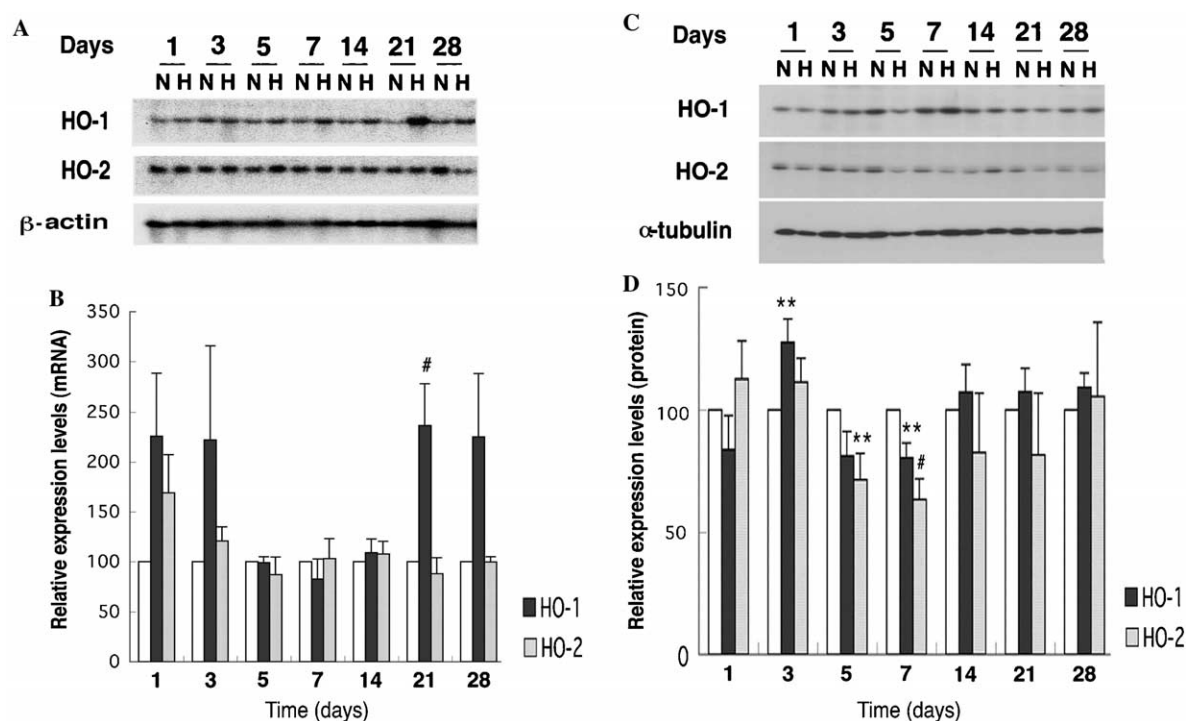 A
Days 1 3 5 7 14 21 28
N H N H N H N H N H N H N H
HO-1
HO-2
β-actin
B
Relative expression levels (mRNA)
350
300
250
200
150
100
50
0
#
1 3 5 7 14 21 28
Time (days)
HO-1
HO-2
C
Days 1 3 5 7 14 21 28
N H N H N H N H N H N H N H
HO-1
HO-2
α-tubulin
D
Relative expression levels (protein)
150
100
50
0
**
**
**
#
1 3 5 7 14 21 28
Time (days)
HO-1
HO-2